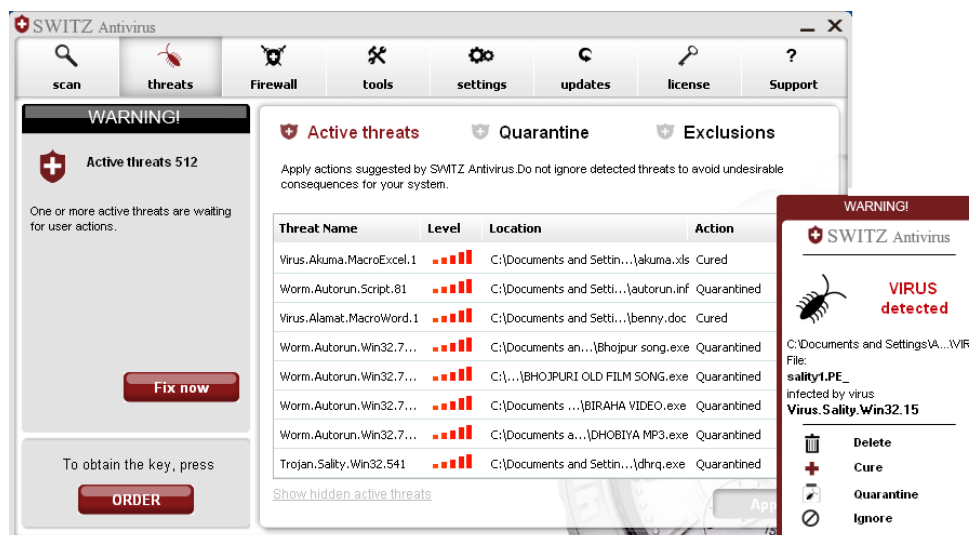 SWITZ Antivirus
scan threats Firewall tools settings updates license Support
?
WARNING!
Active threats 512
One or more active threats are waiting
for user actions.
Fix now
To obtain the key, press
ORDER
Active threats Quarantine Exclusions
Apply actions suggested by SWITZ Antivirus.Do not ignore detected threats to avoid undesirable
consequences for your system.
Threat Name Level Location Action
Virus.Akuma.MacroExcel.1 C:\Documents and Settin...\akuma.xls Cured
Worm.Autorun.Script.81 C:\Documents and Setti...\autorun.inf Quarantined
Virus.Alamat.MacroWord.1 C:\Documents and Setti...\benny.doc Cured
Worm.Autorun.Win32.7... C:\Documents an...\Bhojpur song.exe Quarantined
Worm.Autorun.Win32.7... C:\...\BHOJPURI OLD FILM SONG.exe Quarantined
Worm.Autorun.Win32.7... C:\Documents ...\BIRAHA VIDEO.exe Quarantined
Worm.Autorun.Win32.7... C:\Documents a...\DHOBIYA MP3.exe Quarantined
Trojan.Sality.Win32.541 C:\Documents and Settin...\dhrq.exe Quarantined
Show hidden active threats
App
WARNING!
SWITZ Antivirus
VIRUS
detected
C:\Documents and Settings\A...\VIR
File:
sality1.PE_
infected by virus
Virus.Sality.Win32.15
Delete
Cure
Quarantine
Ignore